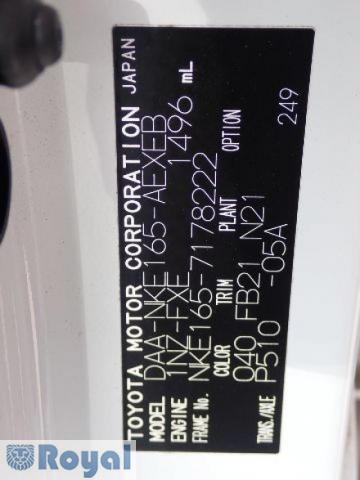 TOYOTA MOTOR CORPORATION JAPAN
MODEL DAA-NKE165-AEXEB
ENGINE 1NZ-FXE 1496 mL
FRAME No. NKE165-7178222
COLOR TRIM PLANT OPTION
040 FB21 N21 249
TRANS./AXLE P510 -05A
Royal